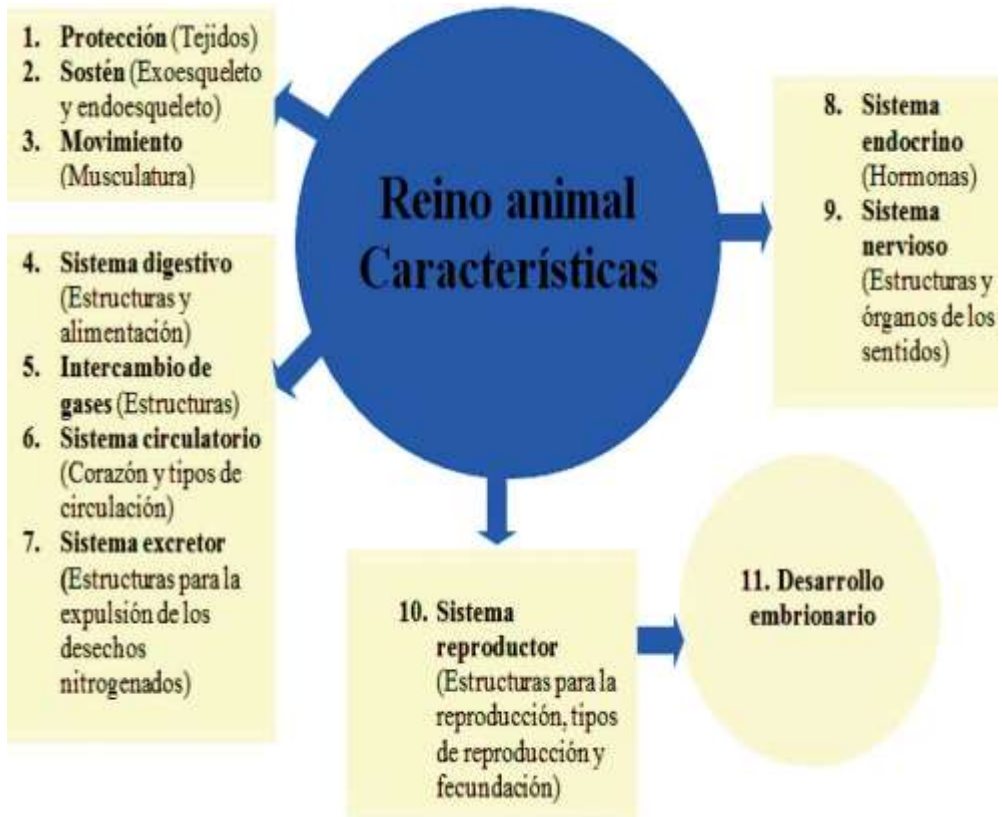 1. Protección (Tejidos)
2. Sostén (Exoesqueleto
y endoesqueleto)
3. Movimiento
(Musculatura)
Reino animal
Características
4. Sistema digestivo
(Estructuras y
alimentación)
5. Intercambio de
gases (Estructuras)
6. Sistema circulatorio
(Corazón y tipos de
circulación)
7. Sistema excretor
(Estructuras para la
expulsión de los
desechos
nitrogenados)
8. Sistema
endocrino
(Hormonas)
9. Sistema
nervioso
(Estructuras y
órganos de los
sentidos)
10. Sistema
reproductor
(Estructuras para la
reproducción, tipos
de reproducción y
fecundación)
11. Desarrollo
embrionario